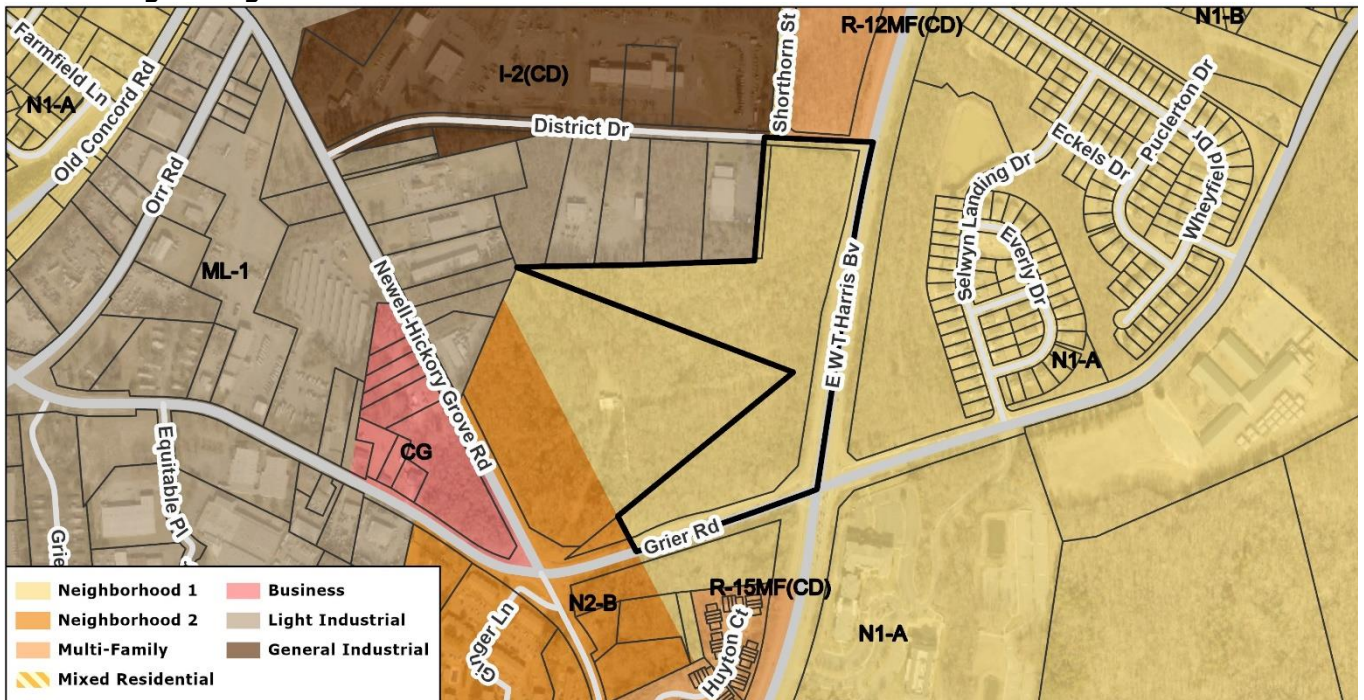 R-12MF(CD)
N1-B
Farmfield Ln
N1-A
Old Concord Rd
Orr Rd
I-2(CD)
Shorthorn St
District Dr
Puclerton Dr
Eckels Dr
Wheyfield Dr
Selwyn Landing Dr
Everly Dr
ML-1
Newell-Hickory Grove Rd
E W T Harris Bv
N1-A
CG
Equitable Pl
Grie
Grier Rd
N2-B
R-15MF(CD)
N1-A
Ginger Ln
Huyton Ct
Neighborhood 1
Neighborhood 2
Multi-Family
Mixed Residential
Business
Light Industrial
General Industrial